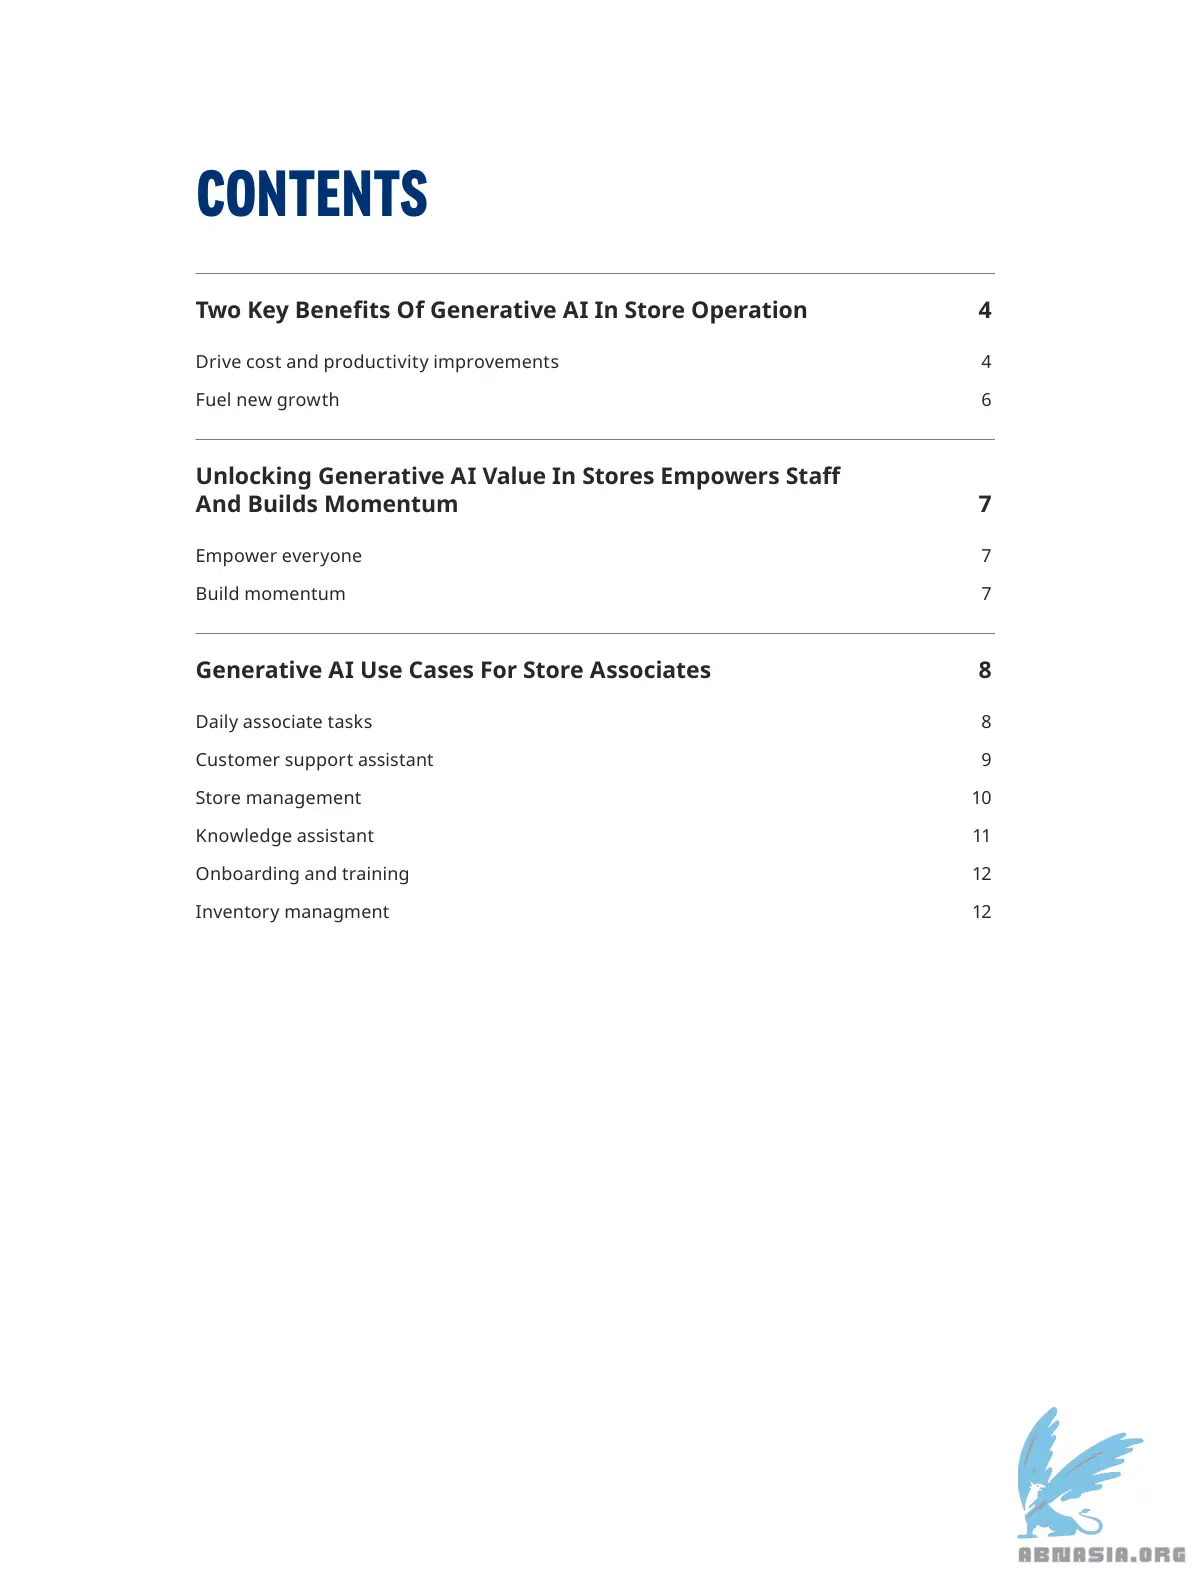 CONTENTS
Two Key Benefits Of Generative AI In Store Operation 4
Drive cost and productivity improvements 4
Fuel new growth 6
Unlocking Generative AI Value In Stores Empowers Staff
And Builds Momentum 7
Empower everyone 7
Build momentum 7
Generative AI Use Cases For Store Associates 8
Daily associate tasks 8
Customer support assistant 9
Store management 10
Knowledge assistant 11
Onboarding and training 12
Inventory managment 12
ABNASIA.ORG